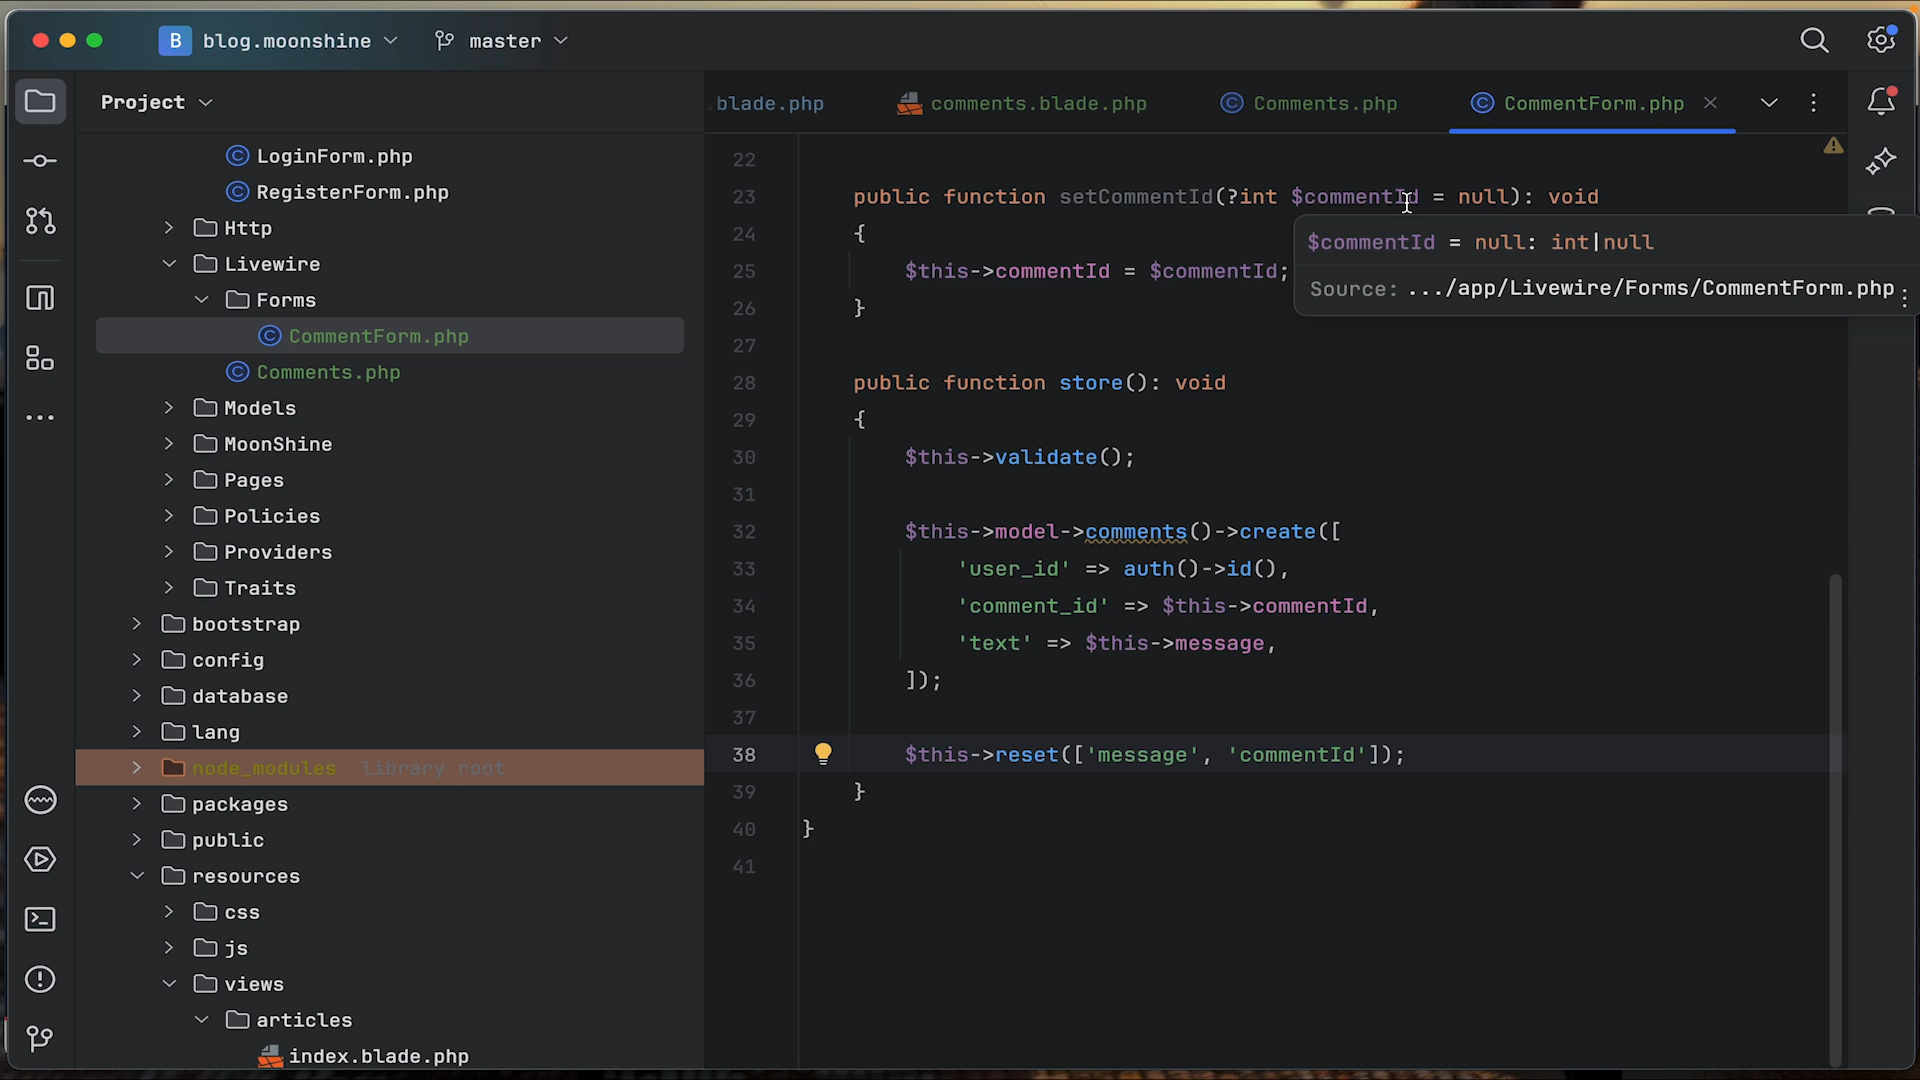 B blog.moonshine master
Project
LoginForm.php
RegisterForm.php
Http
Livewire
Forms
CommentForm.php
Comments.php
Models
MoonShine
Pages
Policies
Providers
Traits
bootstrap
config
database
lang
node_modules library root
packages
public
resources
css
js
views
articles
index.blade.php
.blade.php comments.blade.php Comments.php CommentForm.php
22
23 public function setCommentId(?int $commentId = null): void
24 {
25 $this->commentId = $commentId;
26 }
27
28 public function store(): void
29 {
30 $this->validate();
31
32 $this->model->comments()->create([
33 'user_id' => auth()->id(),
34 'comment_id' => $this->commentId,
35 'text' => $this->message,
36 ]);
37
38 $this->reset(['message', 'commentId']);
39 }
40 }
41
$commentId = null: int|null
Source: .../app/Livewire/Forms/CommentForm.php